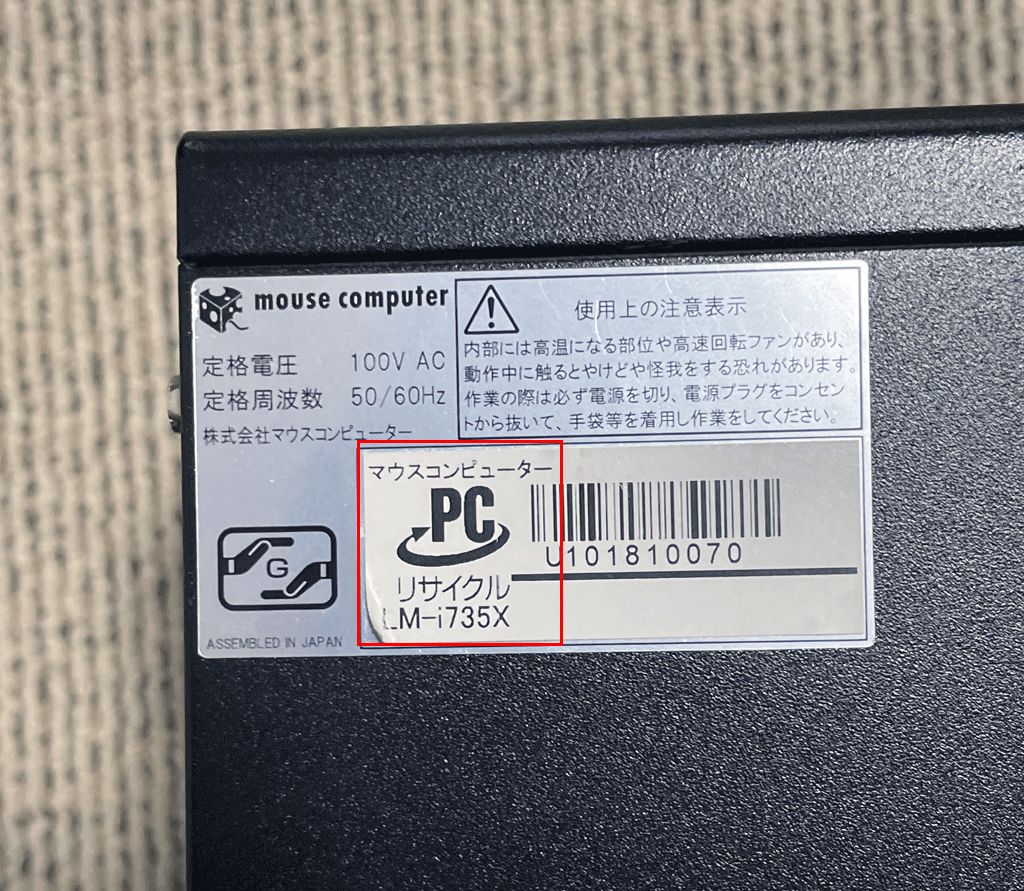 mouse computer
定格電圧 100V AC
定格周波数 50/60Hz
株式会社マウスコンピューター
使用上の注意表示
内部には高温になる部位や高速回転ファンがあり、
動作中に触るとやけどや怪我をする恐れがあります。
作業の際は必ず電源を切り、電源プラグをコンセン
トから抜いて、手袋等を着用し作業をしてください。
マウスコンピューター
PC
リサイクル
LM-i735X
U101810070
G
ASSEMBLED IN JAPAN